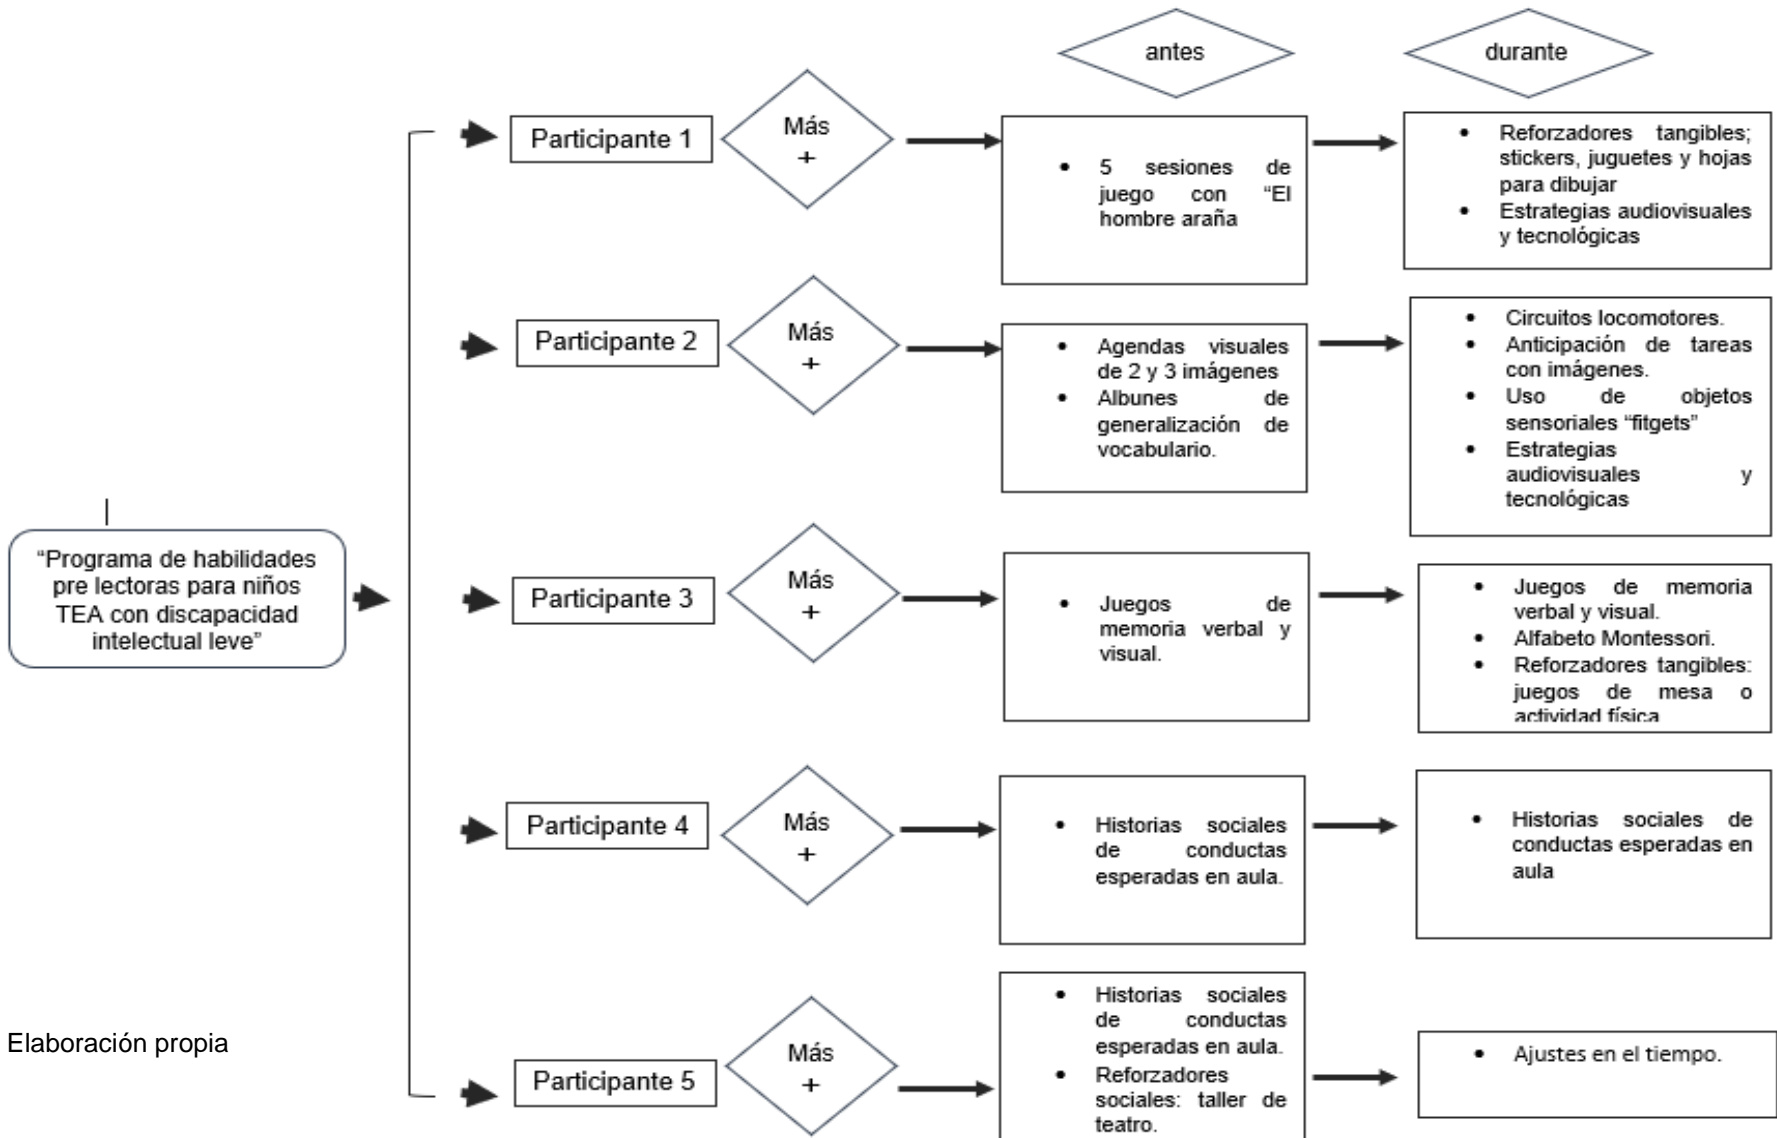 antes
durante
Participante 1
Más
+
• 5 sesiones de
juego con “El
hombre araña
• Reforzadores tangibles;
stickers, juguetes y hojas
para dibujar
• Estrategias audiovisuales
y tecnológicas
Participante 2
Más
+
• Agendas visuales
de 2 y 3 imágenes
• Albunes de
generalización de
vocabulario.
• Circuitos locomotores.
• Anticipación de tareas
con imágenes.
• Uso de objetos
sensoriales “fitgets”
• Estrategias
audiovisuales y
tecnológicas
“Programa de habilidades
pre lectoras para niños
TEA con discapacidad
intelectual leve”
Participante 3
Más
+
• Juegos de
memoria verbal y
visual.
• Juegos de memoria
verbal y visual.
• Alfabeto Montessori.
• Reforzadores tangibles:
juegos de mesa o
actividad física
Participante 4
Más
+
• Historias sociales
de conductas
esperadas en aula.
• Historias sociales de
conductas esperadas en
aula
Participante 5
Más
+
• Historias sociales
de conductas
esperadas en aula.
• Reforzadores
sociales: taller de
teatro.
• Ajustes en el tiempo.
Elaboración propia